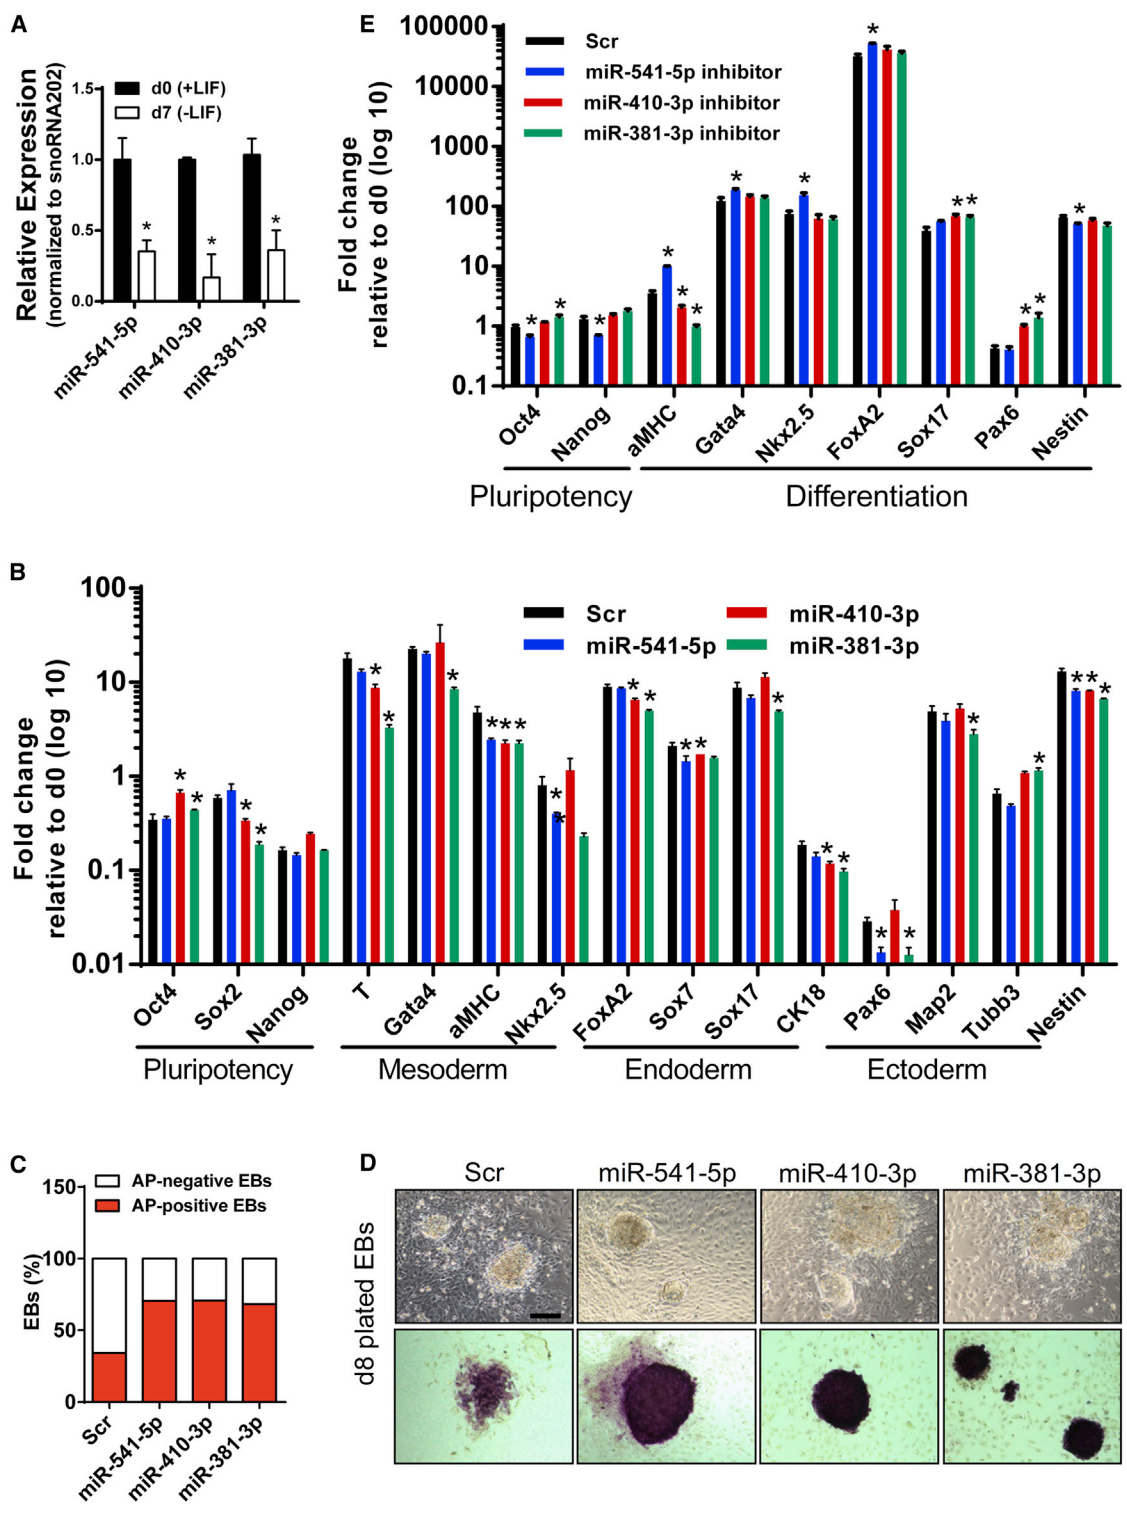 A
Relative Expression
(normalized to snoRNA202)
1.5
1.0
0.5
0.0
d0 (+LIF)
d7 (-LIF)
*
*
*
miR-541-5p
miR-410-3p
miR-381-3p
E
Fold change
relative to d0 (log 10)
100000
10000
1000
100
10
1
0.1
Scr
miR-541-5p inhibitor
miR-410-3p inhibitor
miR-381-3p inhibitor
* * * * * * * * * * * * * * *
Oct4
Nanog
aMHC
Gata4
Nkx2.5
FoxA2
Sox17
Pax6
Nestin
Pluripotency
Differentiation
B
Fold change
relative to d0 (log 10)
100
10
1
0.1
0.01
Scr
miR-541-5p
miR-410-3p
miR-381-3p
* * * * * * * * * * * * * * * * * * * * * * * * * *
Oct4
Sox2
Nanog
T
Gata4
aMHC
Nkx2.5
FoxA2
Sox7
Sox17
CK18
Pax6
Map2
Tubb3
Nestin
Pluripotency
Mesoderm
Endoderm
Ectoderm
C
EBs (%)
150
100
50
0
AP-negative EBs
AP-positive EBs
Scr
miR-541-5p
miR-410-3p
miR-381-3p
D
Scr
miR-541-5p
miR-410-3p
miR-381-3p
d8 plated EBs